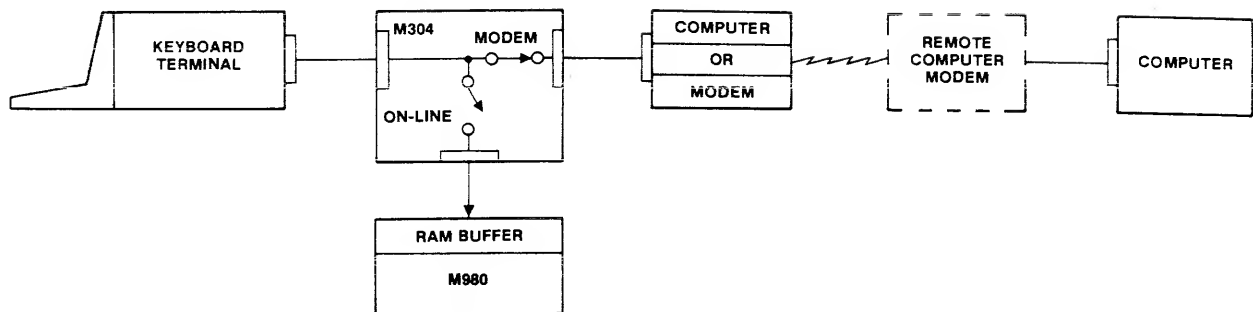 KEYBOARD
TERMINAL
M304
MODEM
ON-LINE
COMPUTER
OR
MODEM
REMOTE
COMPUTER
MODEM
COMPUTER
RAM BUFFER
M980